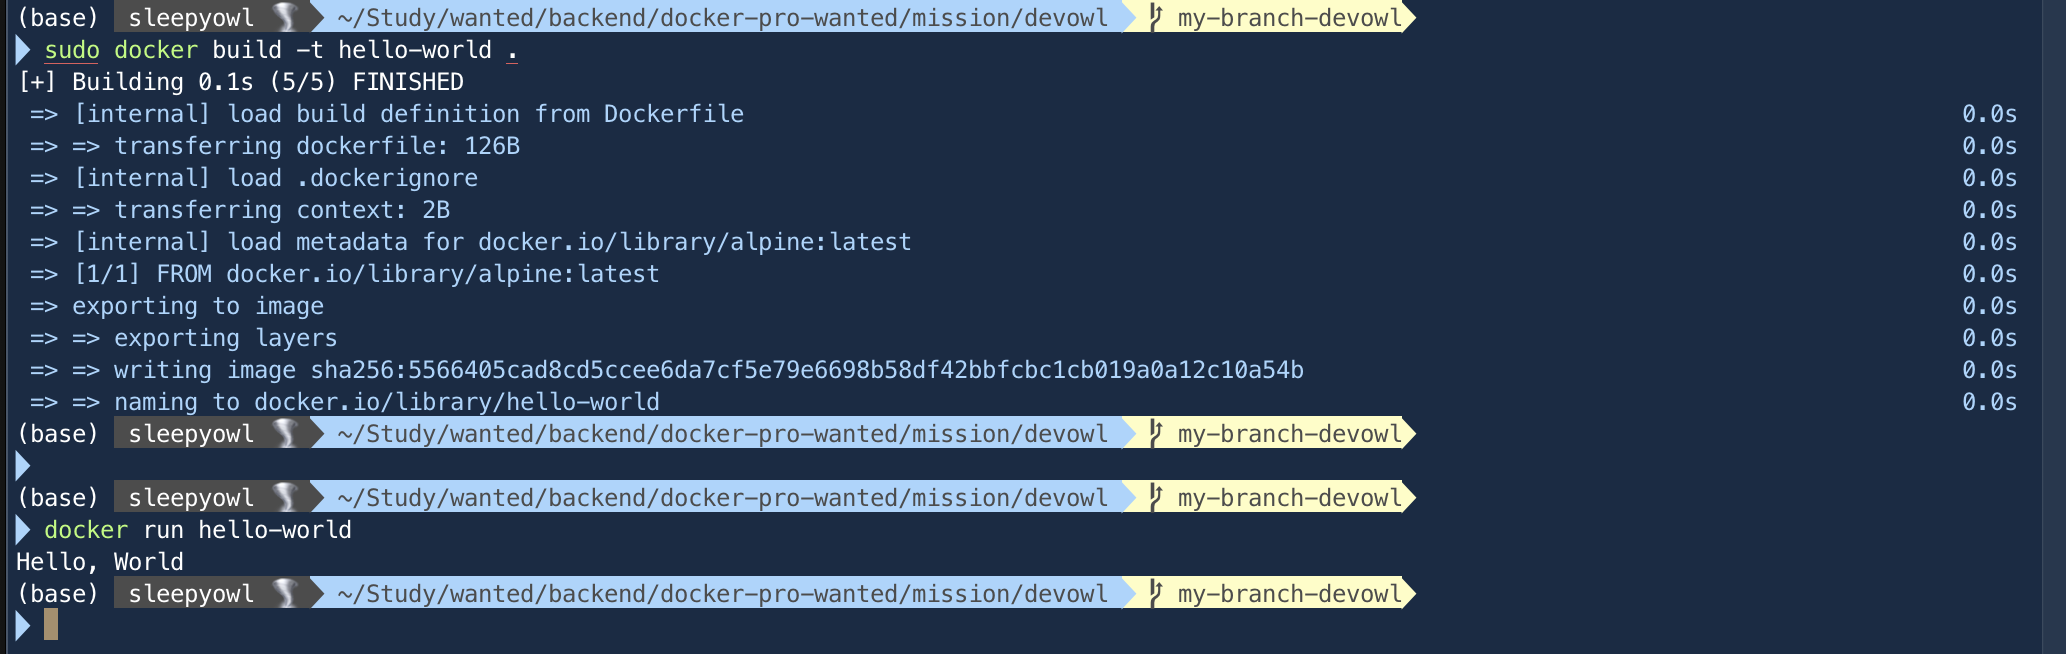 (base) sleepyowl 🌪 ~/Study/wanted/backend/docker-pro-wanted/mission/devowl my-branch-devowl
sudo docker build -t hello-world .
[+] Building 0.1s (5/5) FINISHED
=> [internal] load build definition from Dockerfile 0.0s
=> => transferring dockerfile: 126B 0.0s
=> [internal] load .dockerignore 0.0s
=> => transferring context: 2B 0.0s
=> [internal] load metadata for docker.io/library/alpine:latest 0.0s
=> [1/1] FROM docker.io/library/alpine:latest 0.0s
=> exporting to image 0.0s
=> => exporting layers 0.0s
=> => writing image sha256:5566405cad8cd5ccee6da7cf5e79e6698b58df42bbfcbc1cb019a0a12c10a54b 0.0s
=> => naming to docker.io/library/hello-world 0.0s
(base) sleepyowl 🌪 ~/Study/wanted/backend/docker-pro-wanted/mission/devowl my-branch-devowl
(base) sleepyowl 🌪 ~/Study/wanted/backend/docker-pro-wanted/mission/devowl my-branch-devowl
docker run hello-world
Hello, World
(base) sleepyowl 🌪 ~/Study/wanted/backend/docker-pro-wanted/mission/devowl my-branch-devowl